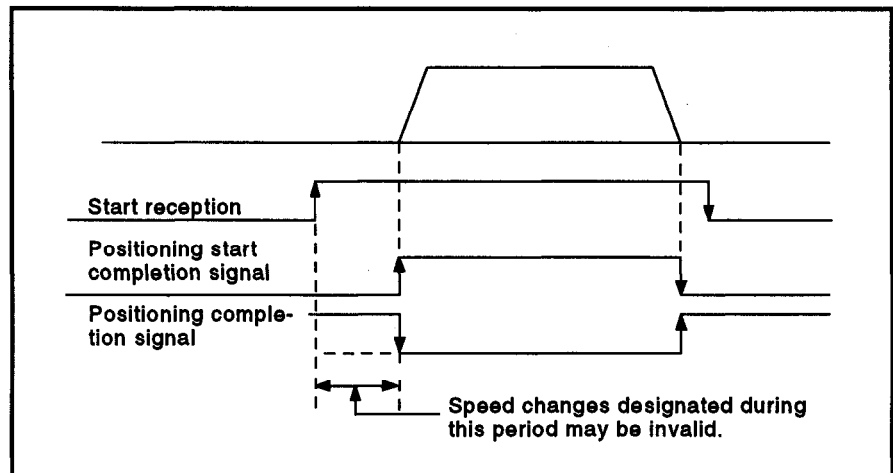 Start reception
Positioning start
completion signal
Positioning comple-
tion signal
Speed changes designated during
this period may be invalid.